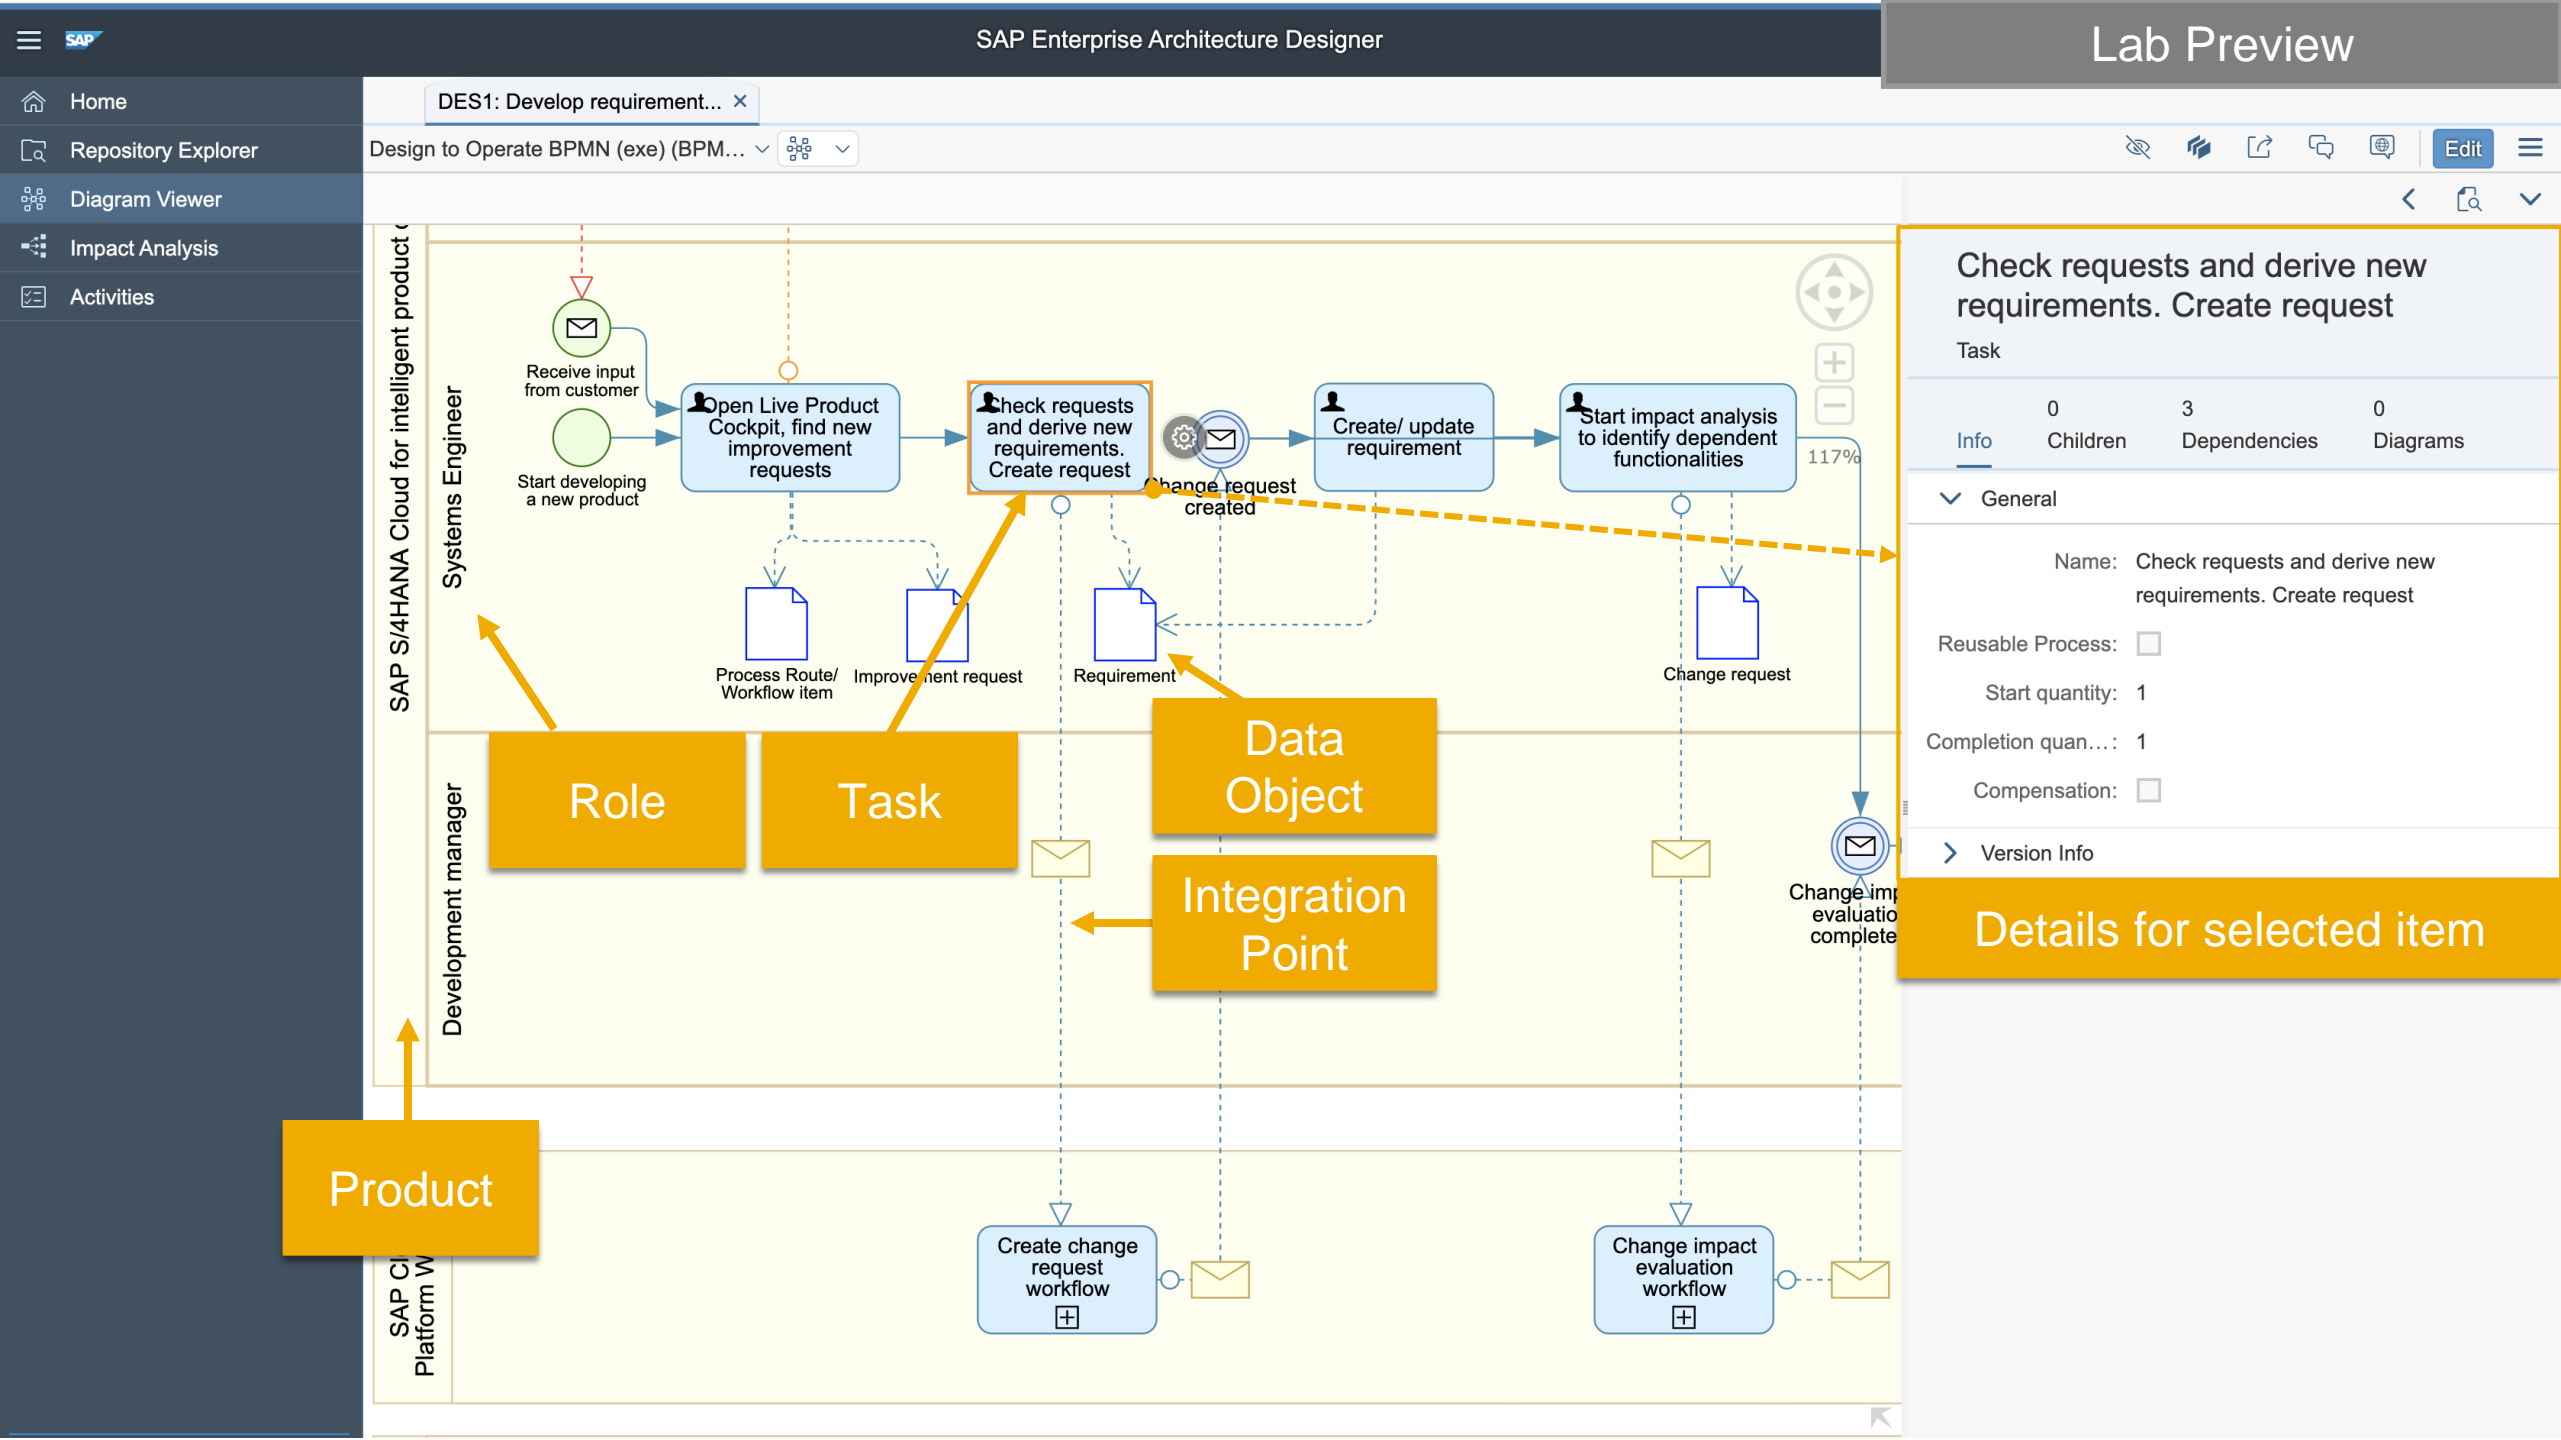 SAP
SAP Enterprise Architecture Designer
Lab Preview
Home
Repository Explorer
Diagram Viewer
Impact Analysis
Activities
DES1: Develop requirement...
Design to Operate BPMN (exe) (BPM...
Edit
SAP S/4HANA Cloud for intelligent product
Systems Engineer
Receive input
from customer
Start developing
a new product
Open Live Product
Cockpit, find new
improvement
requests
Check requests
and derive new
requirements.
Create request
Change request
created
Create/ update
requirement
Start impact analysis
to identify dependent
functionalities
117%
Process Route/
Workflow item
Improvement request
Requirement
Change request
Role
Task
Data
Object
Integration
Point
Development manager
Change
evaluatio
complete
Product
SAP
Platform
Create change
request
workflow
Change impact
evaluation
workflow
Check requests and derive new
requirements. Create request
Task
Info
0
Children
3
Dependencies
0
Diagrams
General
Name: Check requests and derive new
requirements. Create request
Reusable Process:
Start quantity: 1
Completion quan...: 1
Compensation:
Version Info
Details for selected item